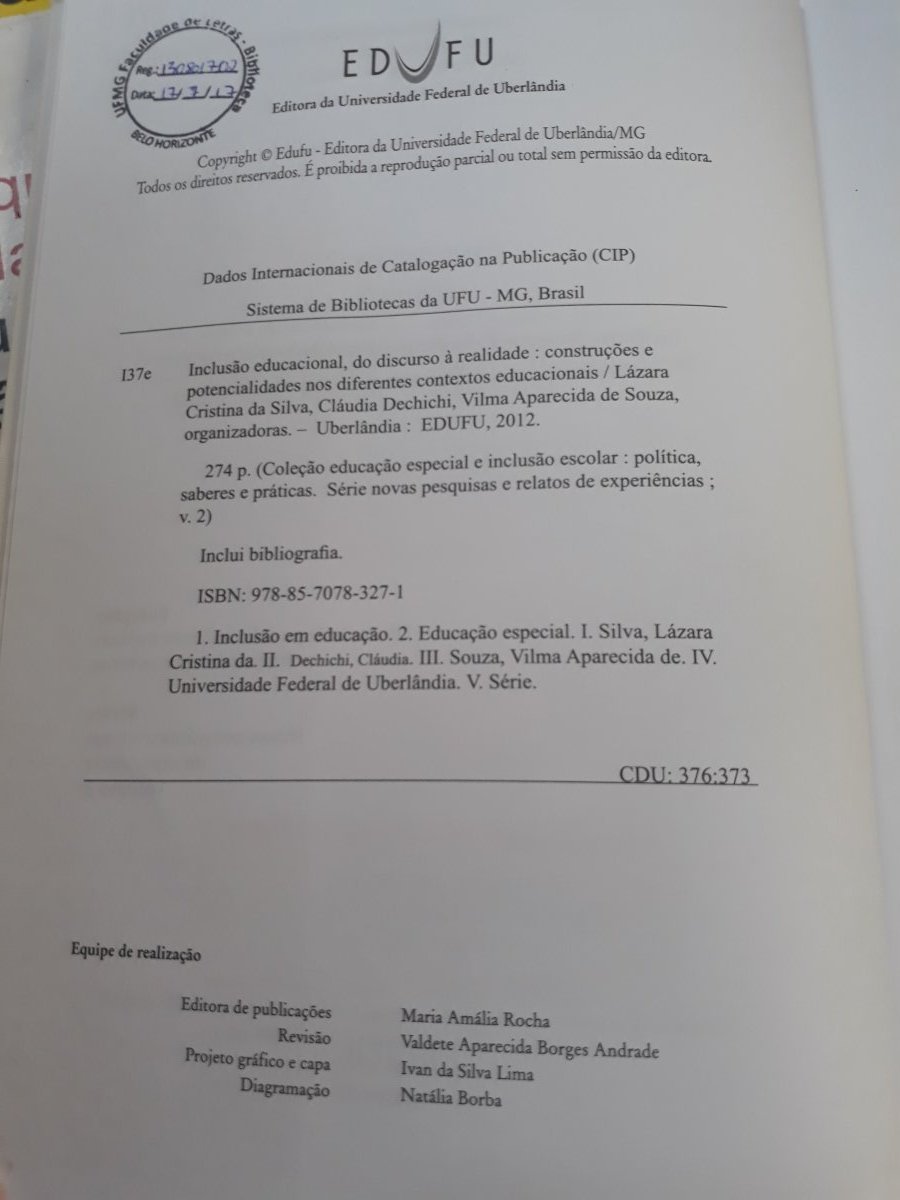 UFMG Faculdade de Letras - Biblioteca
Reg.:
Data: 17/7/17
BELO HORIZONTE
EDUFU
Editora da Universidade Federal de Uberlândia
Copyright © Edufu - Editora da Universidade Federal de Uberlândia/MG
Todos os direitos reservados. É proibida a reprodução parcial ou total sem permissão da editora.
Dados Internacionais de Catalogação na Publicação (CIP)
Sistema de Bibliotecas da UFU - MG, Brasil
I37e Inclusão educacional, do discurso à realidade : construções e
potencialidades nos diferentes contextos educacionais / Lázara
Cristina da Silva, Cláudia Dechichi, Vilma Aparecida de Souza,
organizadoras. – Uberlândia : EDUFU, 2012.
274 p. (Coleção educação especial e inclusão escolar : política,
saberes e práticas. Série novas pesquisas e relatos de experiências ;
v. 2)
Inclui bibliografia.
ISBN: 978-85-7078-327-1
1. Inclusão em educação. 2. Educação especial. I. Silva, Lázara
Cristina da. II. Dechichi, Cláudia. III. Souza, Vilma Aparecida de. IV.
Universidade Federal de Uberlândia. V. Série.
CDU: 376:373
Equipe de realização
Editora de publicações Maria Amália Rocha
Revisão Valdete Aparecida Borges Andrade
Projeto gráfico e capa Ivan da Silva Lima
Diagramação Natália Borba